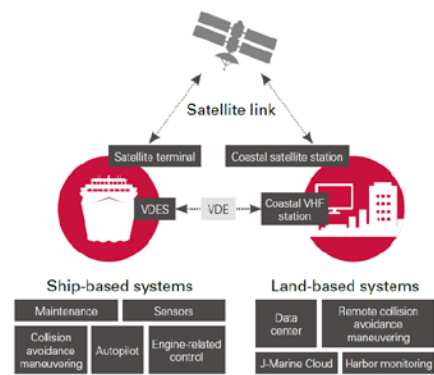 Satellite link
Satellite terminal
Coastal satellite station
VDES
VDE
Coastal VHF
station
Ship-based systems
Land-based systems
Maintenance
Sensors
Collision
avoidance
maneuvering
Autopilot
Engine-related
control
Data
center
Remote collision
avoidance
maneuvering
J-Marine Cloud
Harbor monitoring